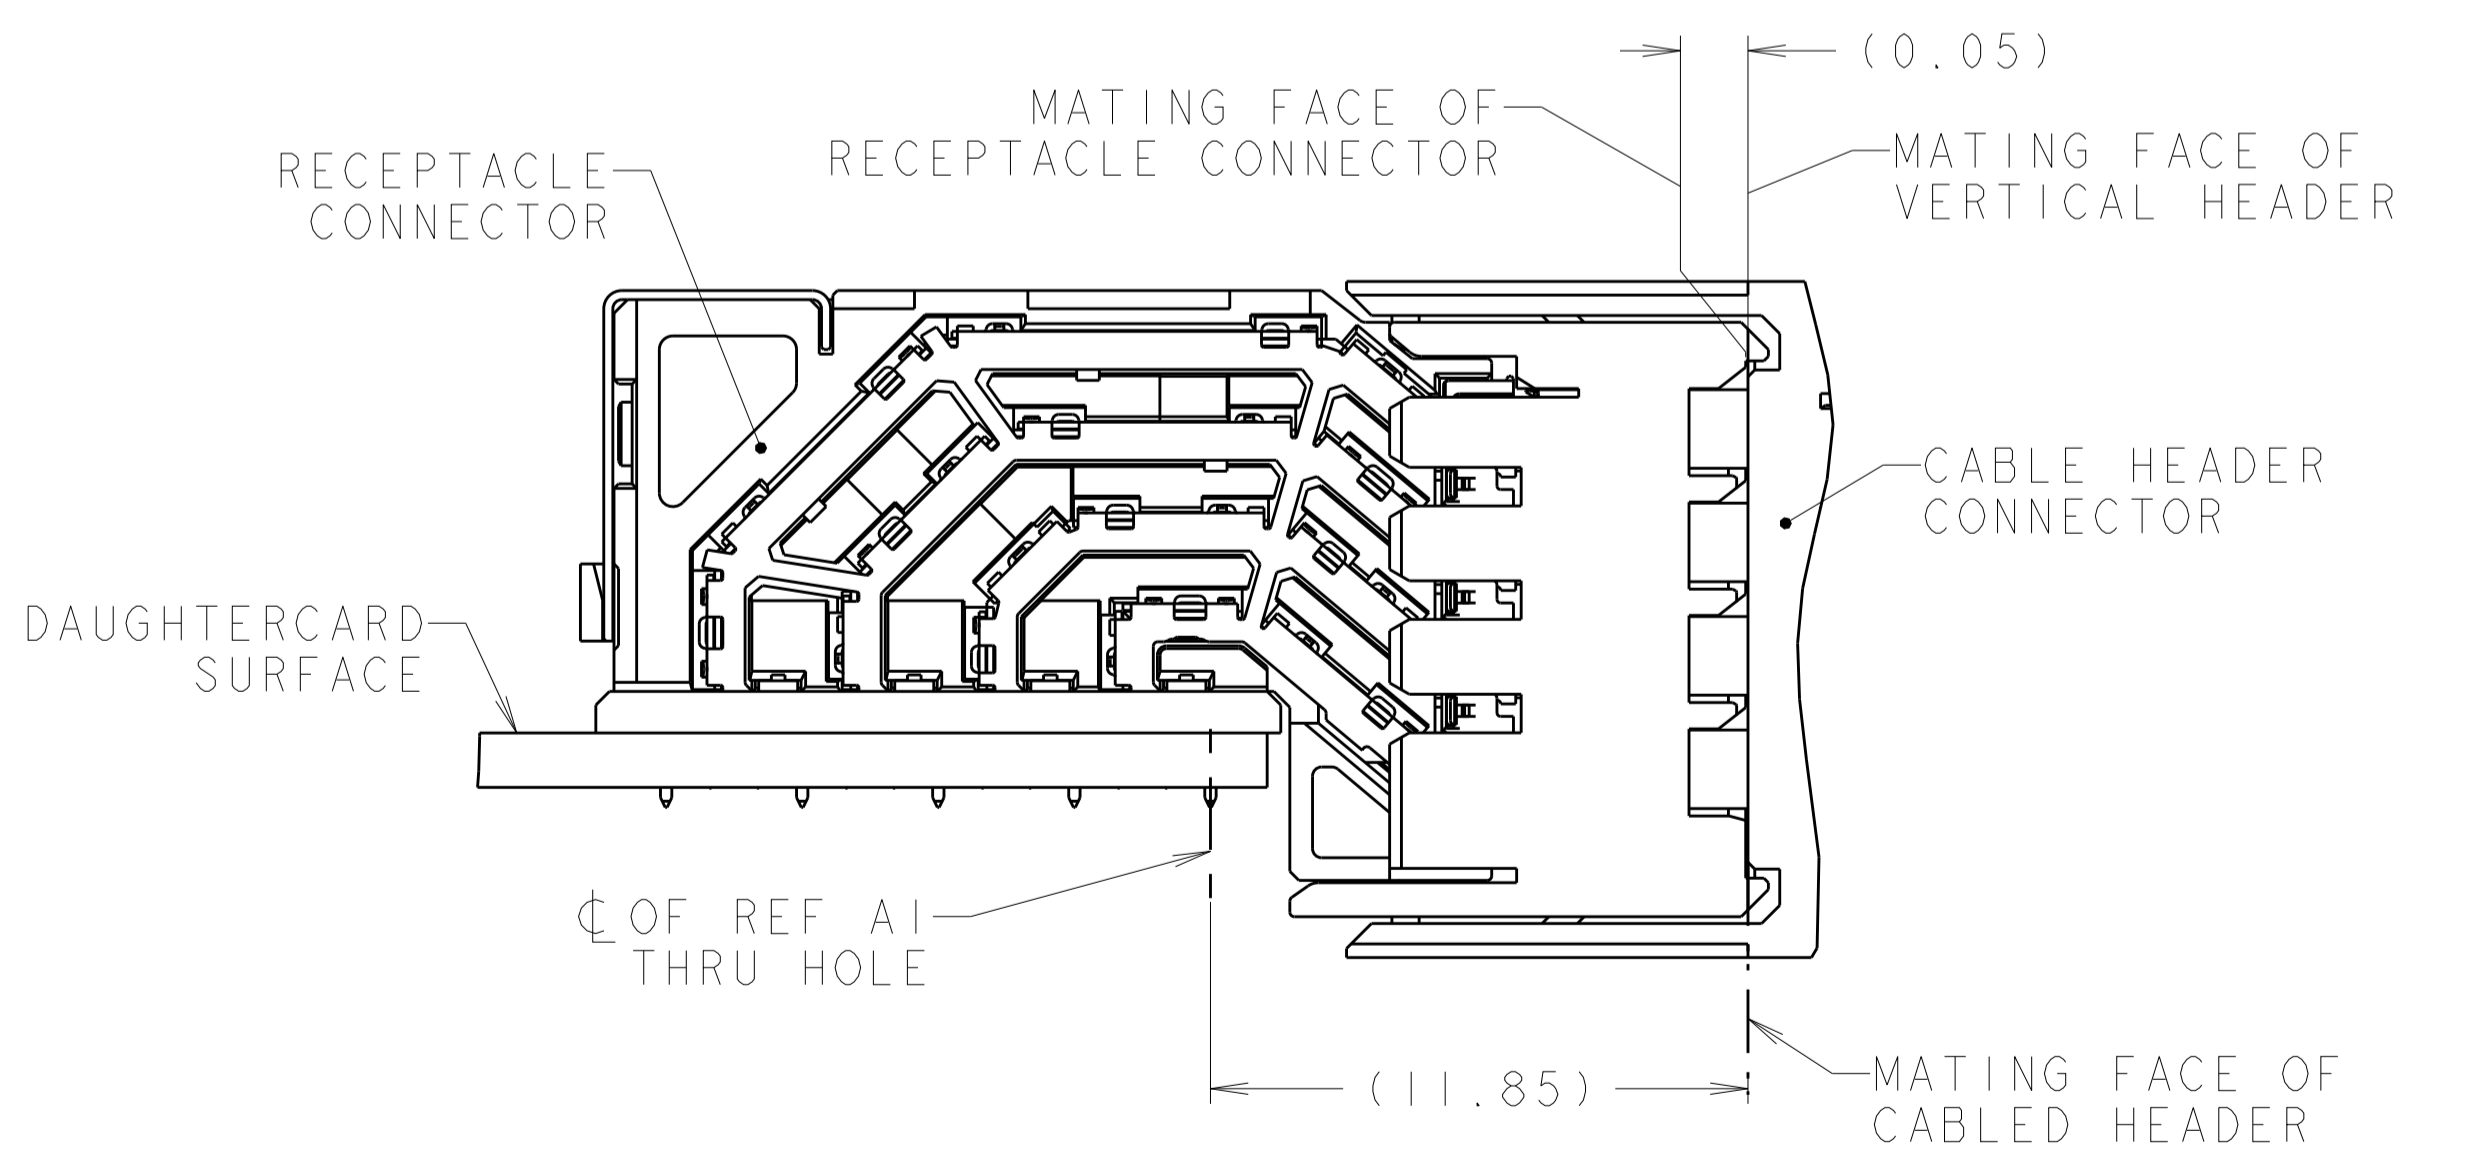 (0.05)
MATING FACE OF
RECEPTACLE CONNECTOR
MATING FACE OF
VERTICAL HEADER
RECEPTACLE
CONNECTOR
CABLE HEADER
CONNECTOR
DAUGHTERCARD
SURFACE
℄ OF REF A1
THRU HOLE
(11.85)
MATING FACE OF
CABLED HEADER